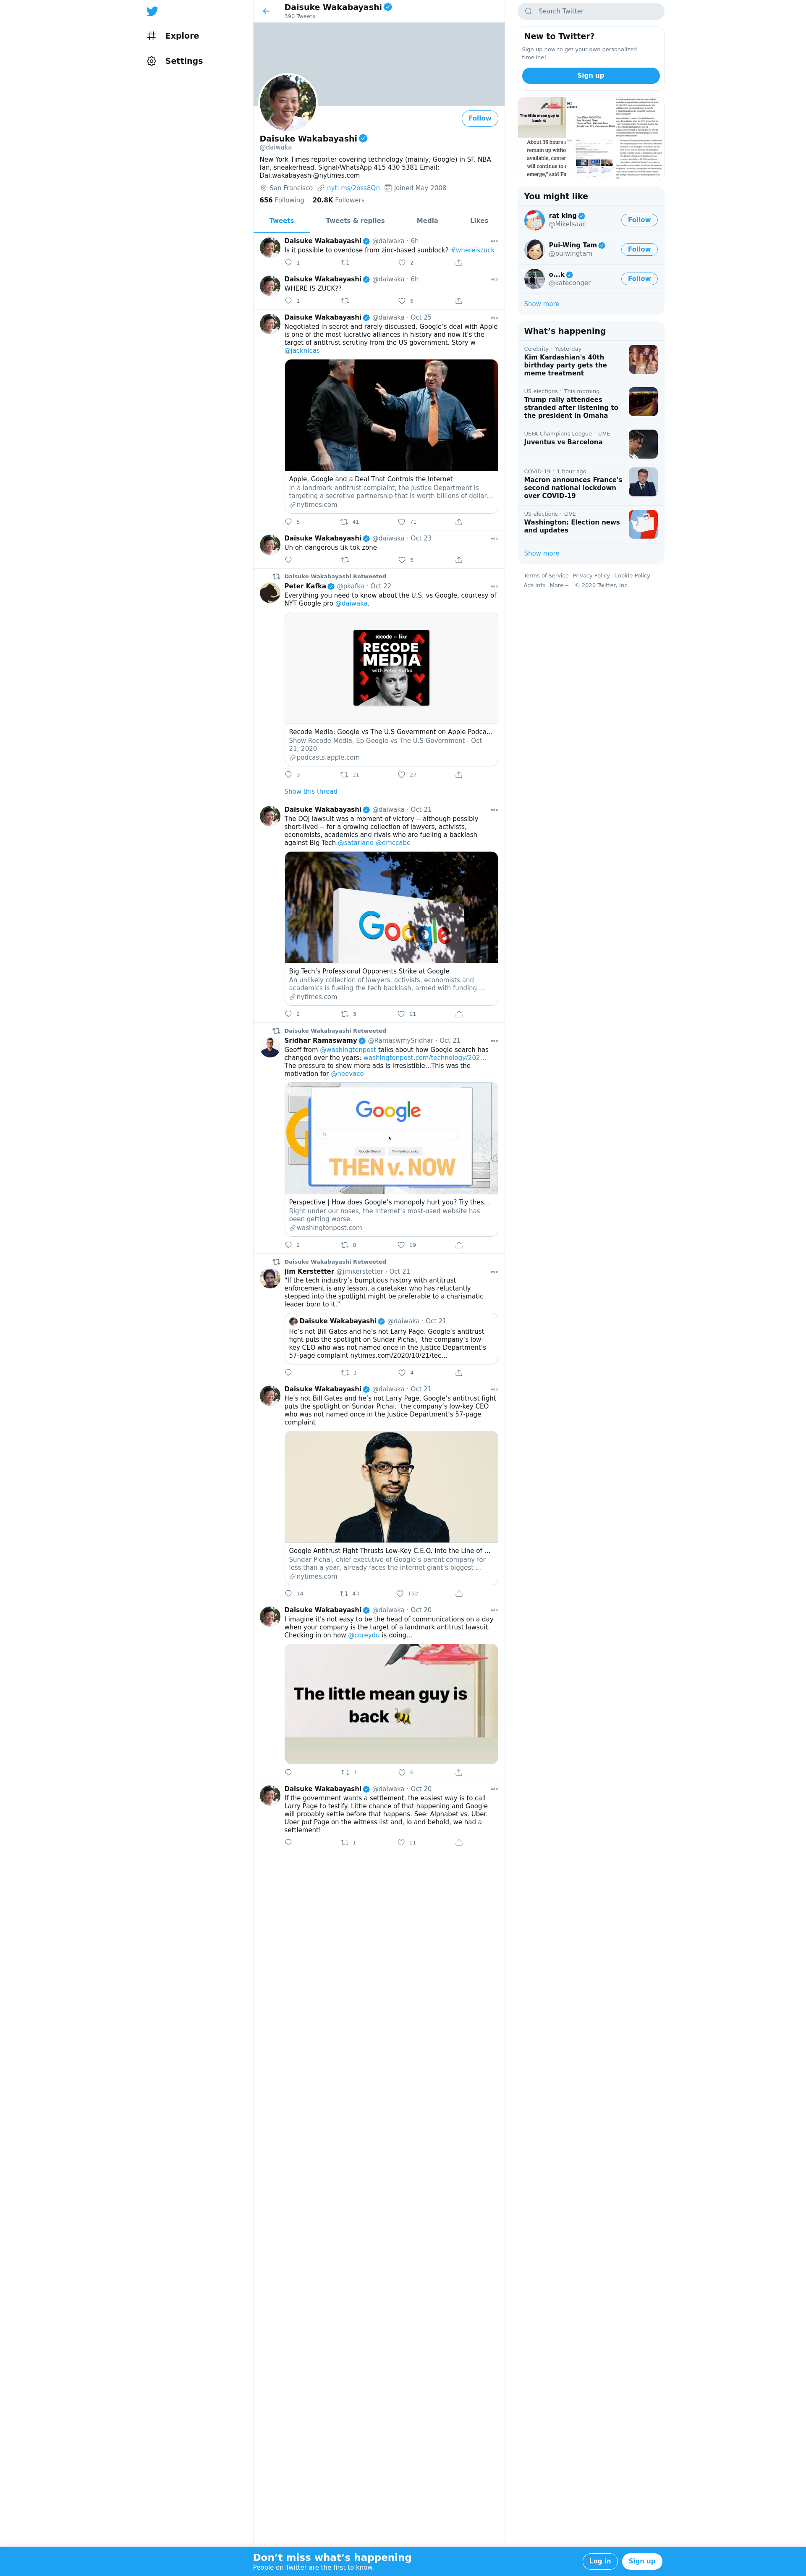 Daisuke Wakabayashi
390 Tweets
Explore
Settings
Follow
Daisuke Wakabayashi
@daiwaka
New York Times reporter covering technology (mainly, Google) in SF. NBA
fan, sneakerhead. Signal/WhatsApp 415 430 5381 Email:
Dai.wakabayashi@nytimes.com
San Francisco nyti.ms/2oss8Qn Joined May 2008
656 Following 20.8K Followers
Tweets Tweets & replies Media Likes
Daisuke Wakabayashi @daiwaka · 6h
Is it possible to overdose from zinc-based sunblock? #whereiszuck
1 2
Daisuke Wakabayashi @daiwaka · 6h
WHERE IS ZUCK??
1 5
Daisuke Wakabayashi @daiwaka · Oct 25
Negotiated in secret and rarely discussed, Google's deal with Apple
is one of the most lucrative alliances in history and now it's the
target of antitrust scrutiny from the US government. Story w
@jacknicas
Apple, Google and a Deal That Controls the Internet
In a landmark antitrust complaint, the Justice Department is
targeting a secretive partnership that is worth billions of dollar...
nytimes.com
5 41 71
Daisuke Wakabayashi @daiwaka · Oct 23
Uh oh dangerous tik tok zone
5
Daisuke Wakabayashi Retweeted
Peter Kafka @pkafka · Oct 22
Everything you need to know about the U.S. vs Google, courtesy of
NYT Google pro @daiwaka.
recode by Vox
RECODE
MEDIA
with Peter Kafka
Recode Media: Google vs The U.S Government on Apple Podca...
Show Recode Media, Ep Google vs The U.S Government - Oct
21, 2020
podcasts.apple.com
3 11 27
Show this thread
Daisuke Wakabayashi @daiwaka · Oct 21
The DOJ lawsuit was a moment of victory -- although possibly
short-lived -- for a growing collection of lawyers, activists,
economists, academics and rivals who are fueling a backlash
against Big Tech @satariano @dmccabe
Google
Big Tech's Professional Opponents Strike at Google
An unlikely collection of lawyers, activists, economists and
academics is fueling the tech backlash, armed with funding ...
nytimes.com
2 3 11
Daisuke Wakabayashi Retweeted
Sridhar Ramaswamy @RamaswmySridhar · Oct 21
Geoff from @washingtonpost talks about how Google search has
changed over the years: washingtonpost.com/technology/202...
The pressure to show more ads is irresistible...This was the
motivation for @neevaco
Google
Google Search I'm Feeling Lucky
THEN v. NOW
Perspective | How does Google's monopoly hurt you? Try thes...
Right under our noses, the Internet's most-used website has
been getting worse.
washingtonpost.com
2 8 19
Daisuke Wakabayashi Retweeted
Jim Kerstetter @jimkerstetter · Oct 21
"If the tech industry's bumptious history with antitrust
enforcement is any lesson, a caretaker who has reluctantly
stepped into the spotlight might be preferable to a charismatic
leader born to it."
Daisuke Wakabayashi @daiwaka · Oct 21
He's not Bill Gates and he's not Larry Page. Google's antitrust
fight puts the spotlight on Sundar Pichai, the company's low-
key CEO who was not named once in the Justice Department's
57-page complaint nytimes.com/2020/10/21/tec...
1 4
Daisuke Wakabayashi @daiwaka · Oct 21
He's not Bill Gates and he's not Larry Page. Google's antitrust fight
puts the spotlight on Sundar Pichai, the company's low-key CEO
who was not named once in the Justice Department's 57-page
complaint
Google Antitrust Fight Thrusts Low-Key C.E.O. Into the Line of ...
Sundar Pichai, chief executive of Google's parent company for
less than a year, already faces the internet giant's biggest ...
nytimes.com
14 43 152
Daisuke Wakabayashi @daiwaka · Oct 20
I imagine it's not easy to be the head of communications on a day
when your company is the target of a landmark antitrust lawsuit.
Checking in on how @coreydu is doing...
The little mean guy is
back 🐝
1 6
Daisuke Wakabayashi @daiwaka · Oct 20
If the government wants a settlement, the easiest way is to call
Larry Page to testify. Little chance of that happening and Google
will probably settle before that happens. See: Alphabet vs. Uber.
Uber put Page on the witness list and, lo and behold, we had a
settlement!
1 11
Search Twitter
New to Twitter?
Sign up now to get your own personalized
timeline!
Sign up
The little mean guy is
back
About 38 hours
remain up witho
available, coster
will continue to
emerge," said Fo
You might like
rat king
@MikeIsaac
Follow
Pui-Wing Tam
@puiwingtam
Follow
o...k
@kateconger
Follow
Show more
What's happening
Celebrity · Yesterday
Kim Kardashian's 40th
birthday party gets the
meme treatment
US elections · This morning
Trump rally attendees
stranded after listening to
the president in Omaha
UEFA Champions League · LIVE
Juventus vs Barcelona
COVID-19 · 1 hour ago
Macron announces France's
second national lockdown
over COVID-19
US elections · LIVE
Washington: Election news
and updates
Show more
Terms of Service Privacy Policy Cookie Policy
Ads info More © 2020 Twitter, Inc.
Don't miss what's happening
People on Twitter are the first to know.
Log in Sign up